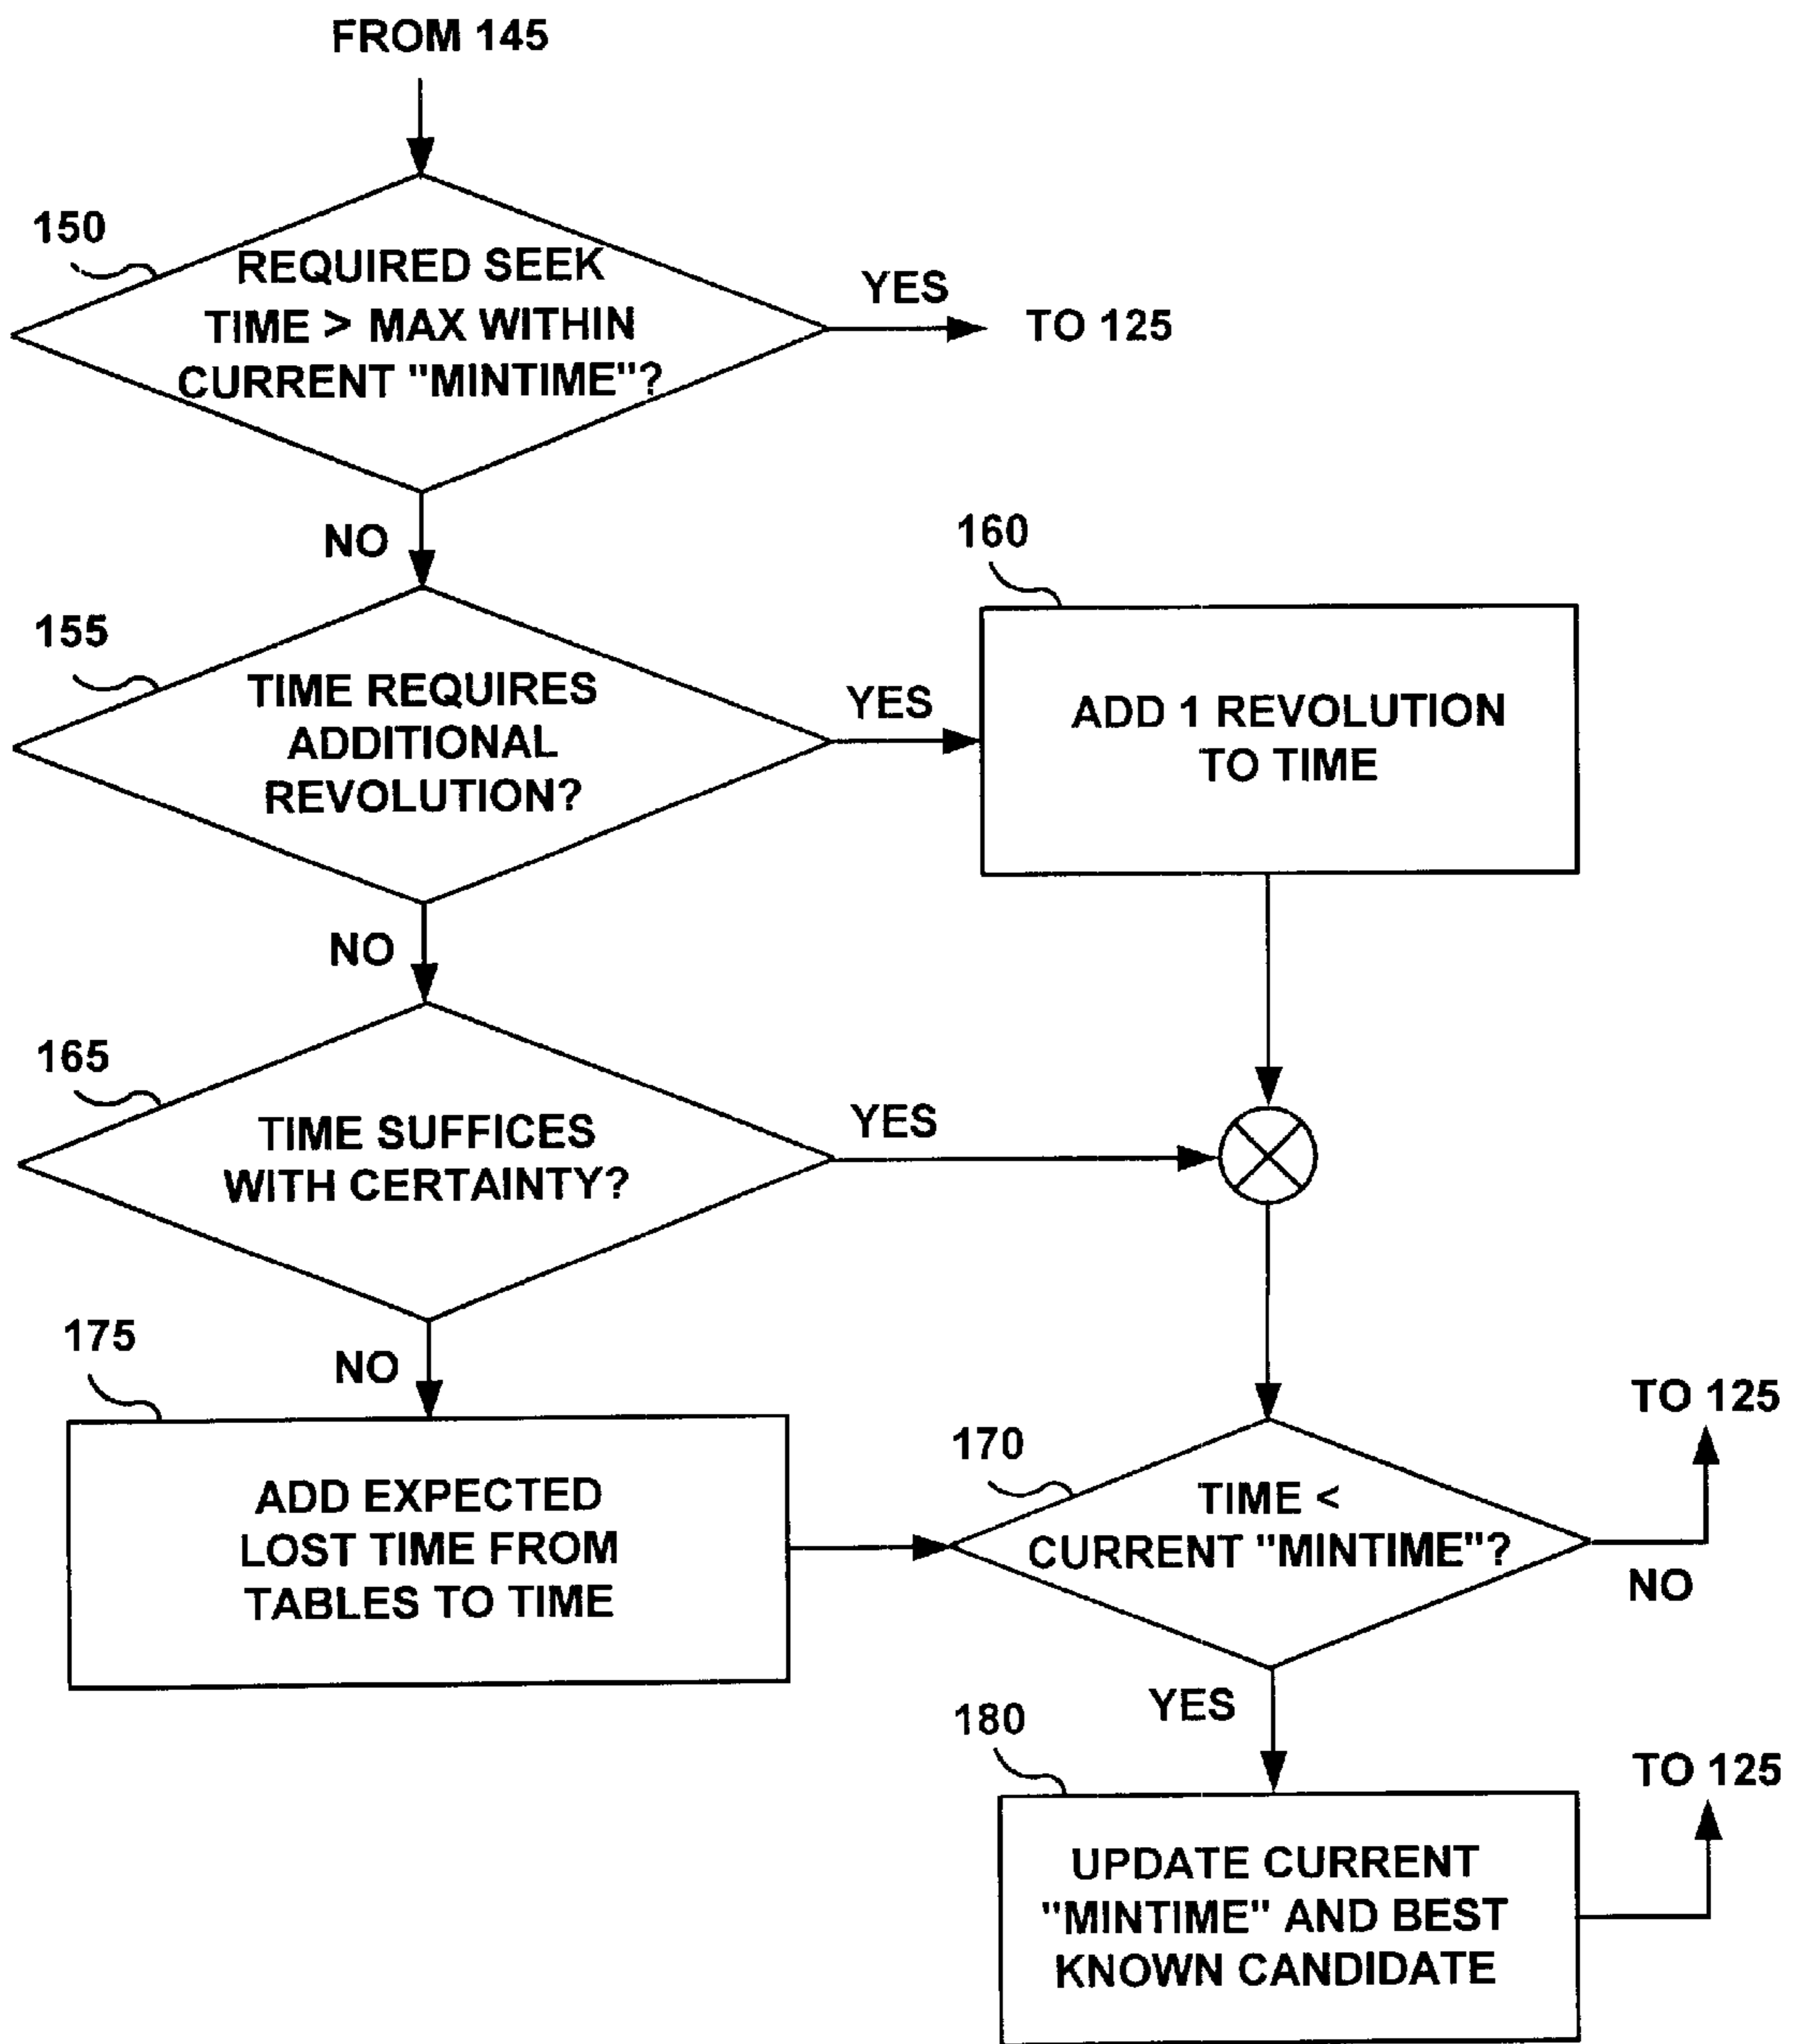 FROM 145
150
REQUIRED SEEK
TIME > MAX WITHIN
CURRENT "MINTIME"?
YES
TO 125
NO
160
155
TIME REQUIRES
ADDITIONAL
REVOLUTION?
YES
ADD 1 REVOLUTION
TO TIME
NO
165
TIME SUFFICES
WITH CERTAINTY?
YES
175
NO
TO 125
170
ADD EXPECTED
LOST TIME FROM
TABLES TO TIME
TIME <
CURRENT "MINTIME"?
NO
YES
180
TO 125
UPDATE CURRENT
"MINTIME" AND BEST
KNOWN CANDIDATE